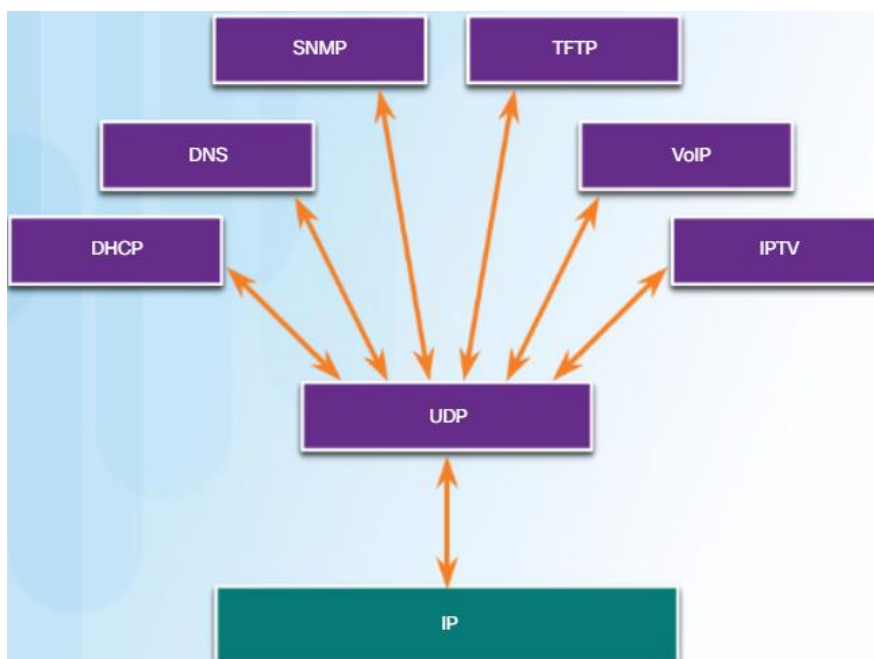 SNMP
TFTP
DNS
VoIP
DHCP
IPTV
UDP
IP